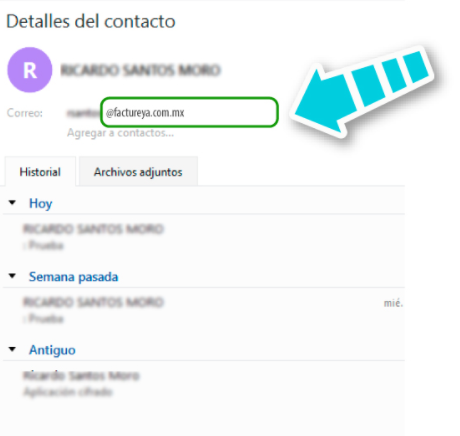 Detalles del contacto
R
RICARDO SANTOS MORO
Correo: @factureya.com.mx
Agregar a contactos...
Historial Archivos adjuntos
Hoy
RICARDO SANTOS MORO
: Prueba
Semana pasada
RICARDO SANTOS MORO mié.
: Prueba
Antiguo
Ricardo Santos Moro
Aplicación cifrado